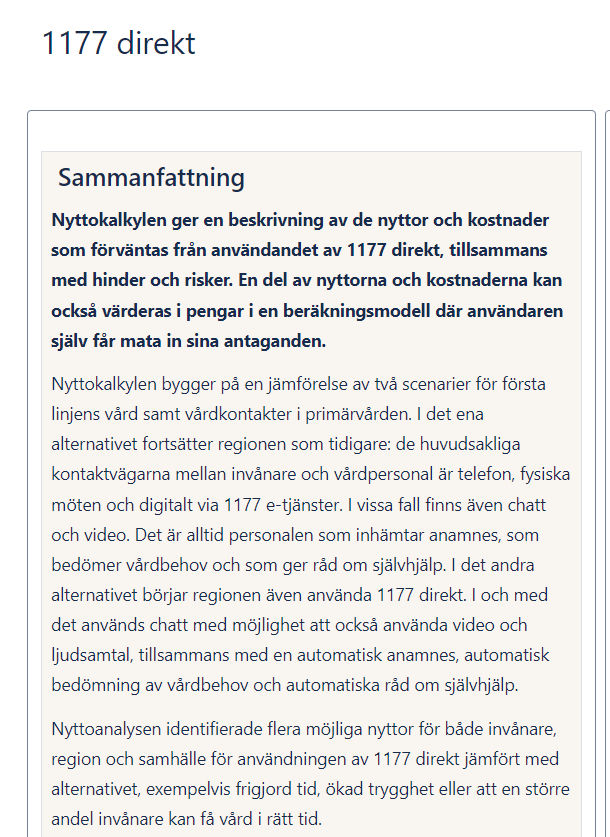 1177 direkt
Sammanfattning
Nyttokalkylen ger en beskrivning av de nyttor och kostnader
som förväntas från användandet av 1177 direkt, tillsammans
med hinder och risker. En del av nyttorna och kostnaderna kan
också värderas i pengar i en beräkningsmodell där användaren
själv får mata in sina antaganden.
Nyttokalkylen bygger på en jämförelse av två scenarier för första
linjens vård samt vårdkontakter i primärvården. I det ena
alternativet fortsätter regionen som tidigare: de huvudsakliga
kontaktvägarna mellan invånare och vårdpersonal är telefon, fysiska
möten och digitalt via 1177 e-tjänster. I vissa fall finns även chatt
och video. Det är alltid personalen som inhämtar anamnes, som
bedömer vårdbehov och som ger råd om självhjälp. I det andra
alternativet börjar regionen även använda 1177 direkt. I och med
det används chatt med möjlighet att också använda video och
ljudsamtal, tillsammans med en automatisk anamnes, automatisk
bedömning av vårdbehov och automatiska råd om självhjälp.
Nyttoanalysen identifierade flera möjliga nyttor för både invånare,
region och samhälle för användningen av 1177 direkt jämfört med
alternativet, exempelvis frigjord tid, ökad trygghet eller att en större
andel invånare kan få vård i rätt tid.